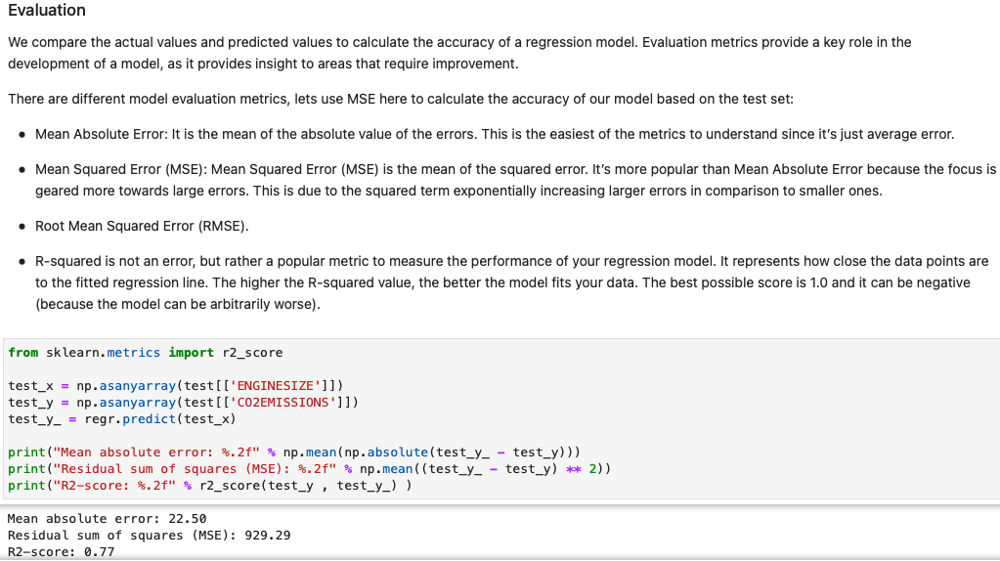 Evaluation
We compare the actual values and predicted values to calculate the accuracy of a regression model. Evaluation metrics provide a key role in the
development of a model, as it provides insight to areas that require improvement.
There are different model evaluation metrics, lets use MSE here to calculate the accuracy of our model based on the test set:
• Mean Absolute Error: It is the mean of the absolute value of the errors. This is the easiest of the metrics to understand since it’s just average error.
• Mean Squared Error (MSE): Mean Squared Error (MSE) is the mean of the squared error. It’s more popular than Mean Absolute Error because the focus is
geared more towards large errors. This is due to the squared term exponentially increasing larger errors in comparison to smaller ones.
• Root Mean Squared Error (RMSE).
• R-squared is not an error, but rather a popular metric to measure the performance of your regression model. It represents how close the data points are
to the fitted regression line. The higher the R-squared value, the better the model fits your data. The best possible score is 1.0 and it can be negative
(because the model can be arbitrarily worse).
from sklearn.metrics import r2_score
test_x = np.asanyarray(test[['ENGINESIZE']])
test_y = np.asanyarray(test[['CO2EMISSIONS']])
test_y_ = regr.predict(test_x)
print("Mean absolute error: %.2f" % np.mean(np.absolute(test_y_ - test_y)))
print("Residual sum of squares (MSE): %.2f" % np.mean((test_y_ - test_y) ** 2))
print("R2-score: %.2f" % r2_score(test_y , test_y_) )
Mean absolute error: 22.50
Residual sum of squares (MSE): 929.29
R2-score: 0.77